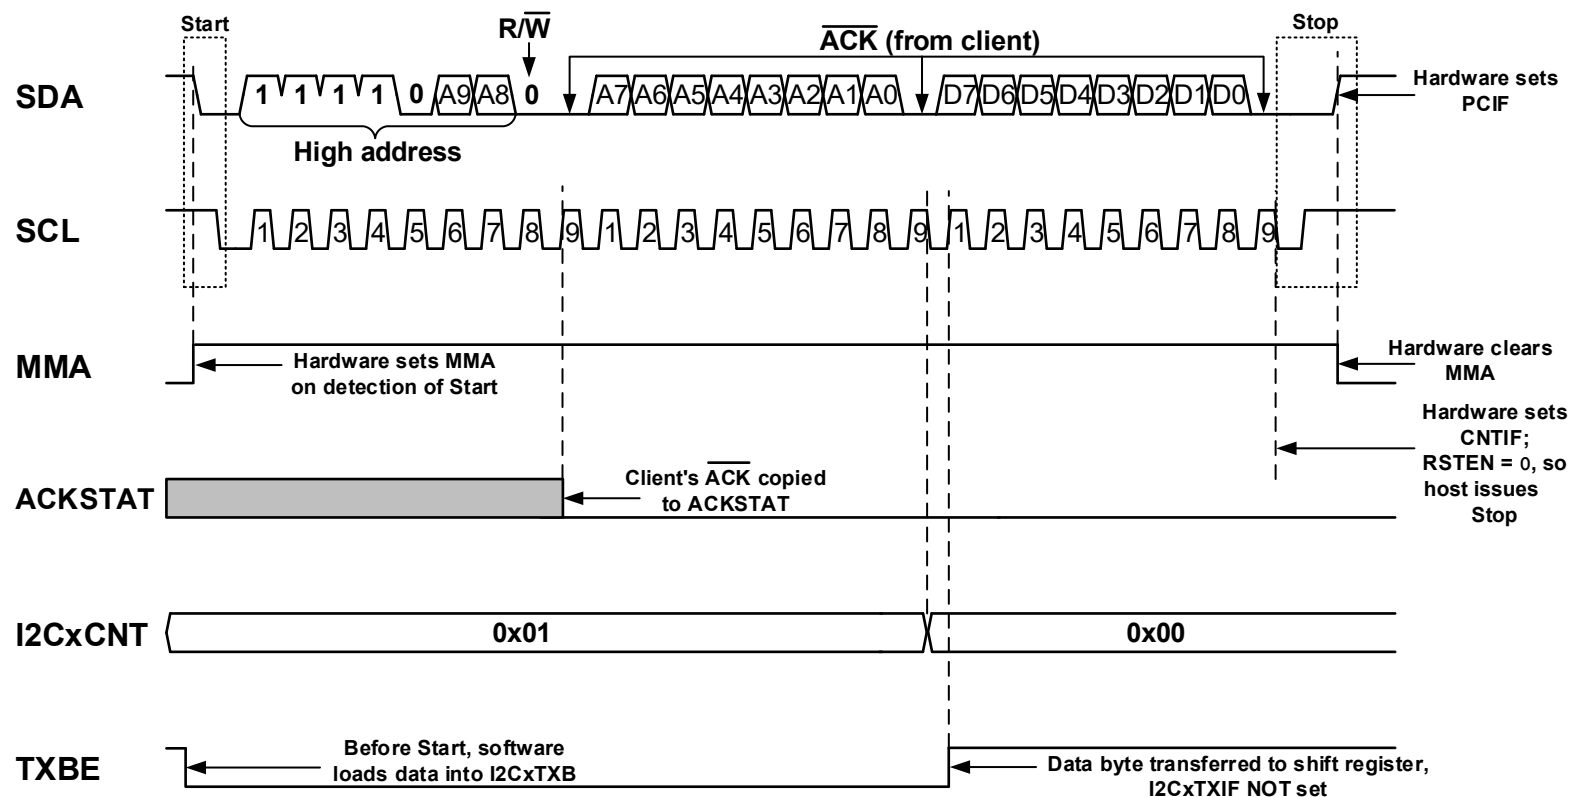 Start
R/W
ACK (from client)
Stop
SDA
1 1 1 1 0 A9 A8 0 A7 A6 A5 A4 A3 A2 A1 A0 D7 D6 D5 D4 D3 D2 D1 D0
Hardware sets
PCIF
High address
SCL
1 2 3 4 5 6 7 8 9 1 2 3 4 5 6 7 8 9 1 2 3 4 5 6 7 8 9
MMA
Hardware sets MMA
on detection of Start
Hardware clears
MMA
Hardware sets
CNTIF;
RSTEN = 0, so
host issues
Stop
ACKSTAT
Client's ACK copied
to ACKSTAT
I2CxCNT
0x01
0x00
TXBE
Before Start, software
loads data into I2CxTXB
Data byte transferred to shift register,
I2CxTXIF NOT set